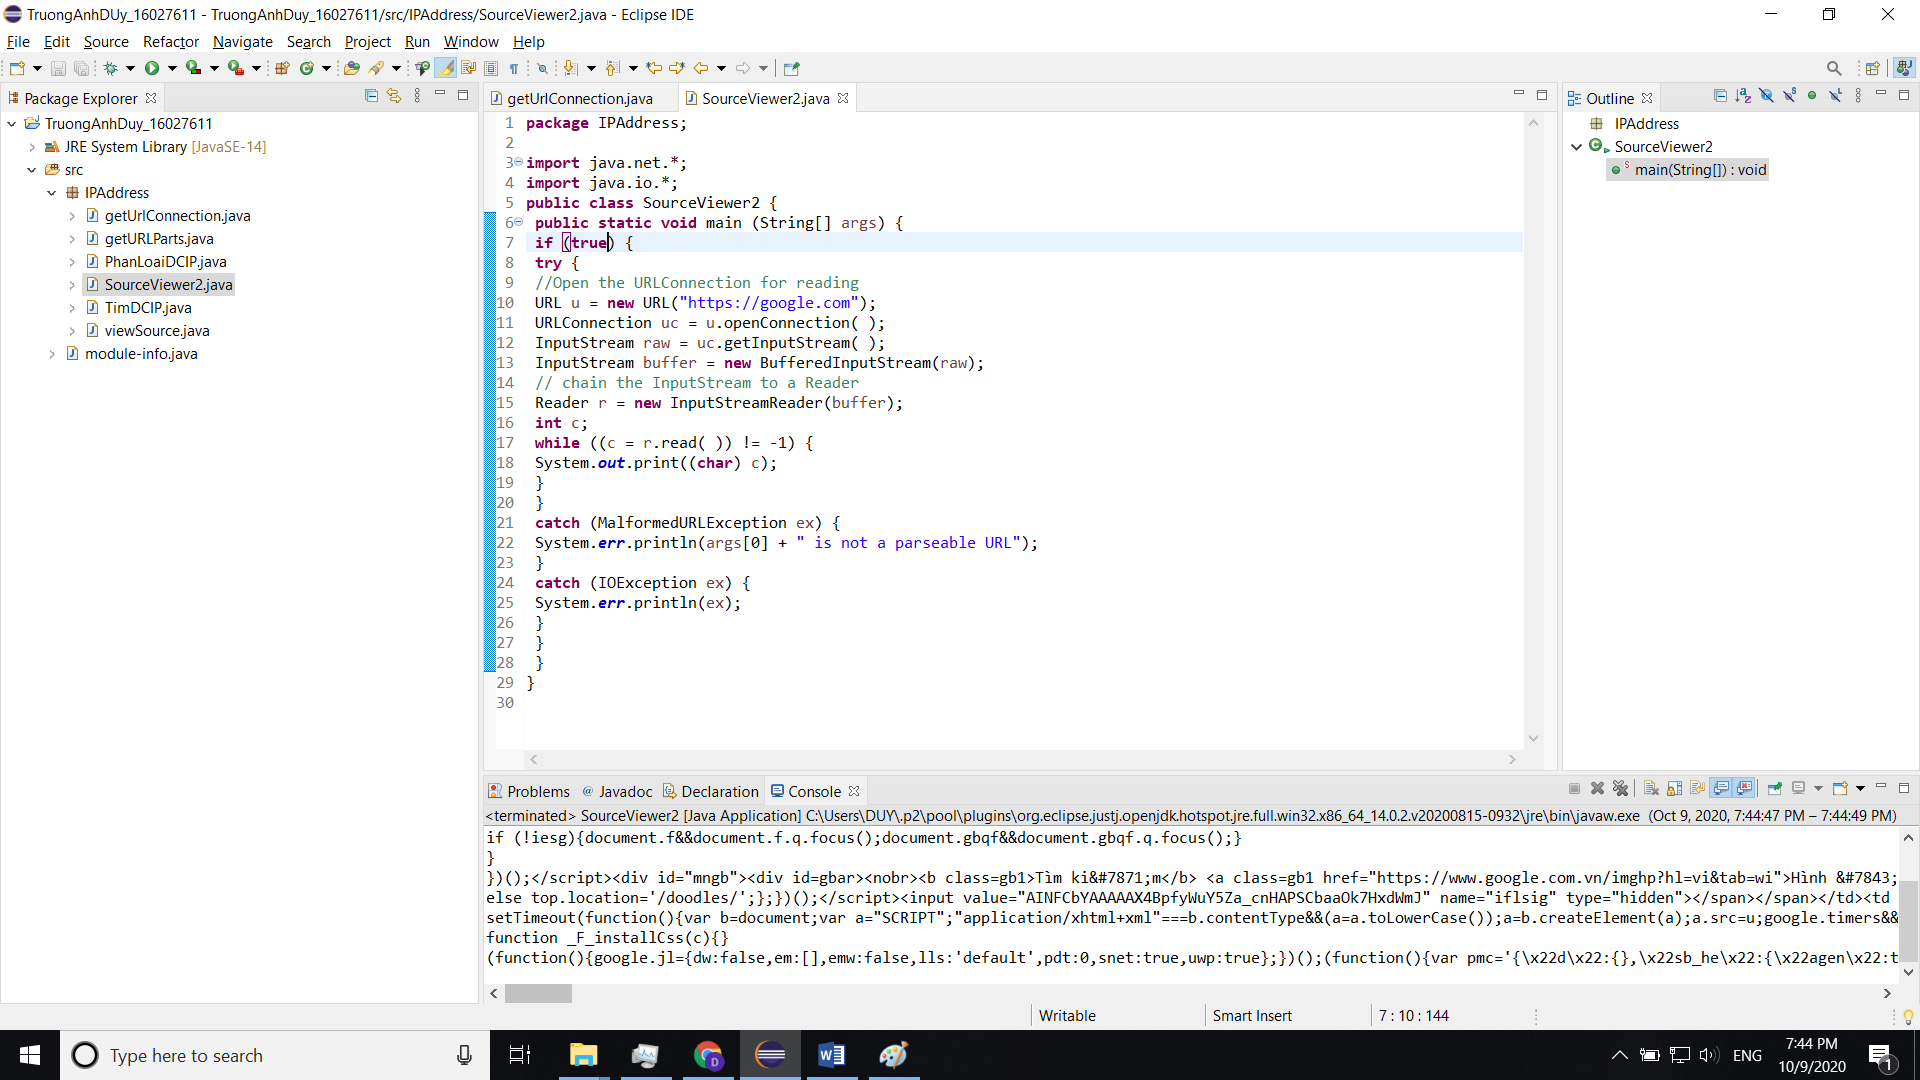 TruongAnhDUy_16027611 - TruongAnhDuy_16027611/src/IPAddress/SourceViewer2.java - Eclipse IDE
File Edit Source Refactor Navigate Search Project Run Window Help
Package Explorer
TruongAnhDuy_16027611
JRE System Library [JavaSE-14]
src
IPAddress
getUrlConnection.java
getURLParts.java
PhanLoaiDCIP.java
SourceViewer2.java
TimDCIP.java
viewSource.java
module-info.java
getUrlConnection.java SourceViewer2.java
1 package IPAddress;
2
3 import java.net.*;
4 import java.io.*;
5 public class SourceViewer2 {
6 public static void main (String[] args) {
7 if (true) {
8 try {
9 //Open the URLConnection for reading
10 URL u = new URL("https://google.com");
11 URLConnection uc = u.openConnection( );
12 InputStream raw = uc.getInputStream( );
13 InputStream buffer = new BufferedInputStream(raw);
14 // chain the InputStream to a Reader
15 Reader r = new InputStreamReader(buffer);
16 int c;
17 while ((c = r.read( )) != -1) {
18 System.out.print((char) c);
19 }
20 }
21 catch (MalformedURLException ex) {
22 System.err.println(args[0] + " is not a parseable URL");
23 }
24 catch (IOException ex) {
25 System.err.println(ex);
26 }
27 }
28 }
29 }
30
Outline
IPAddress
SourceViewer2
main(String[]) : void
Problems Javadoc Declaration Console
<terminated> SourceViewer2 [Java Application] C:\Users\DUY\.p2\pool\plugins\org.eclipse.justj.openjdk.hotspot.jre.full.win32.x86_64_14.0.2.v20200815-0932\jre\bin\javaw.exe (Oct 9, 2020, 7:44:47 PM – 7:44:49 PM)
if (!iesg){document.f&&document.f.q.focus();document.gbqf&&document.gbqf.q.focus();}
}
})();</script><div id="mngb"><div id=gbar><nobr><b class=gb1>Tìm ki&#7871;m</b> <a class=gb1 href="https://www.google.com.vn/imghp?hl=vi&tab=wi">Hình &#7843;
else top.location='/doodles/';};})();</script><input value="AINFCbYAAAAAX4BpfyWuY5Za_cnHAPSCbaaOk7HxdWmJ" name="iflsig" type="hidden"></span></span></td><td
setTimeout(function(){var b=document;var a="SCRIPT";"application/xhtml+xml"===b.contentType&&(a=a.toLowerCase());a=b.createElement(a);a.src=u;google.timers&&
function _F_installCss(c){}
(function(){google.jl={dw:false,em:[],emw:false,lls:'default',pdt:0,snet:true,uwp:true};})();(function(){var pmc='{\x22d\x22:{},\x22sb_he\x22:{\x22agen\x22:t
Writable Smart Insert 7 : 10 : 144
Type here to search
ENG
7:44 PM
10/9/2020
1